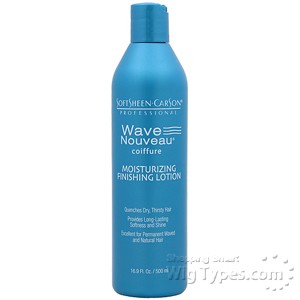 SOFTSHEEN·CARSON
PROFESSIONAL
Wave
Nouveau®
coiffure
MOISTURIZING
FINISHING LOTION
Quenches Dry, Thirsty Hair
Provides Long-Lasting
Softness and Shine
Excellent for Permanent Waved
and Natural Hair
16.9 Fl. Oz. / 500 ml
WigTypes.com